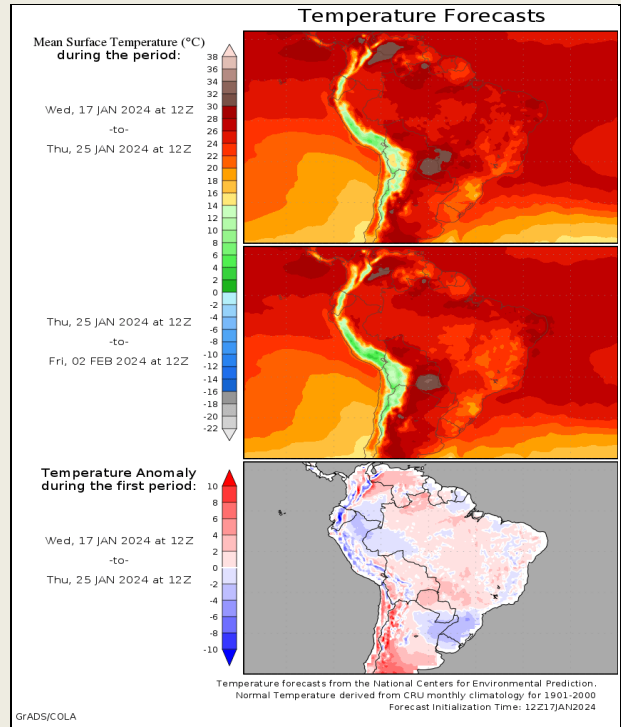 Temperature Forecasts
Mean Surface Temperature (°C)
during the period:
Wed, 17 JAN 2024 at 12Z
-to-
Thu, 25 JAN 2024 at 12Z
38
36
34
32
30
28
26
24
22
20
18
16
14
12
10
8
6
4
2
0
-2
-4
-6
-8
-10
-12
-14
-16
-18
-20
-22
Thu, 25 JAN 2024 at 12Z
-to-
Fri, 02 FEB 2024 at 12Z
Temperature Anomaly
during the first period:
Wed, 17 JAN 2024 at 12Z
-to-
Thu, 25 JAN 2024 at 12Z
10
8
6
4
2
0
-2
-4
-6
-8
-10
Temperature forecasts from the National Centers for Environmental Prediction.
Normal Temperature derived from CRU monthly climatology for 1901-2000
Forecast Initialization Time: 12Z17JAN2024
GrADS/COLA